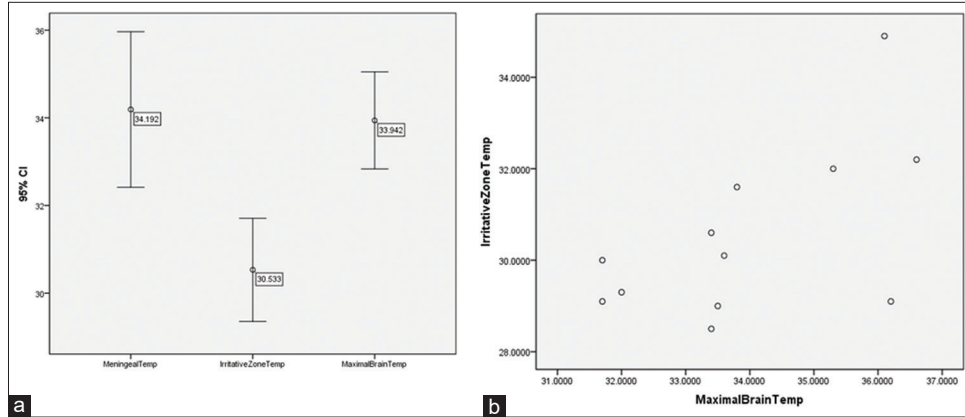 95% CI
36
34
32
30
34.192
30.533
33.942
MeningealTemp
IrritativeZoneTemp
MaximalBrainTemp
a
IrritativeZoneTemp
34.0000
32.0000
30.0000
28.0000
31.0000
32.0000
33.0000
34.0000
35.0000
36.0000
37.0000
MaximalBrainTemp
b